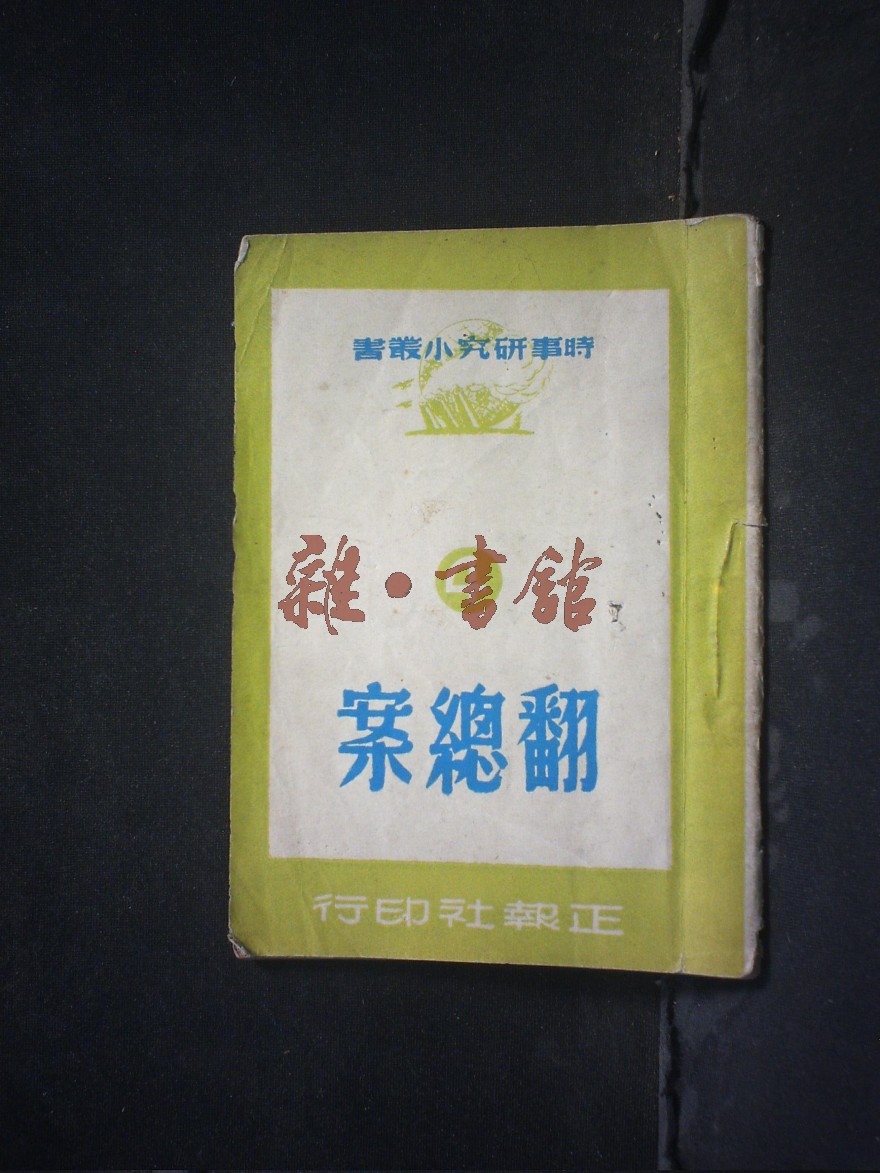 時事研究小叢書
雜·書館
翻總案
正報社印行